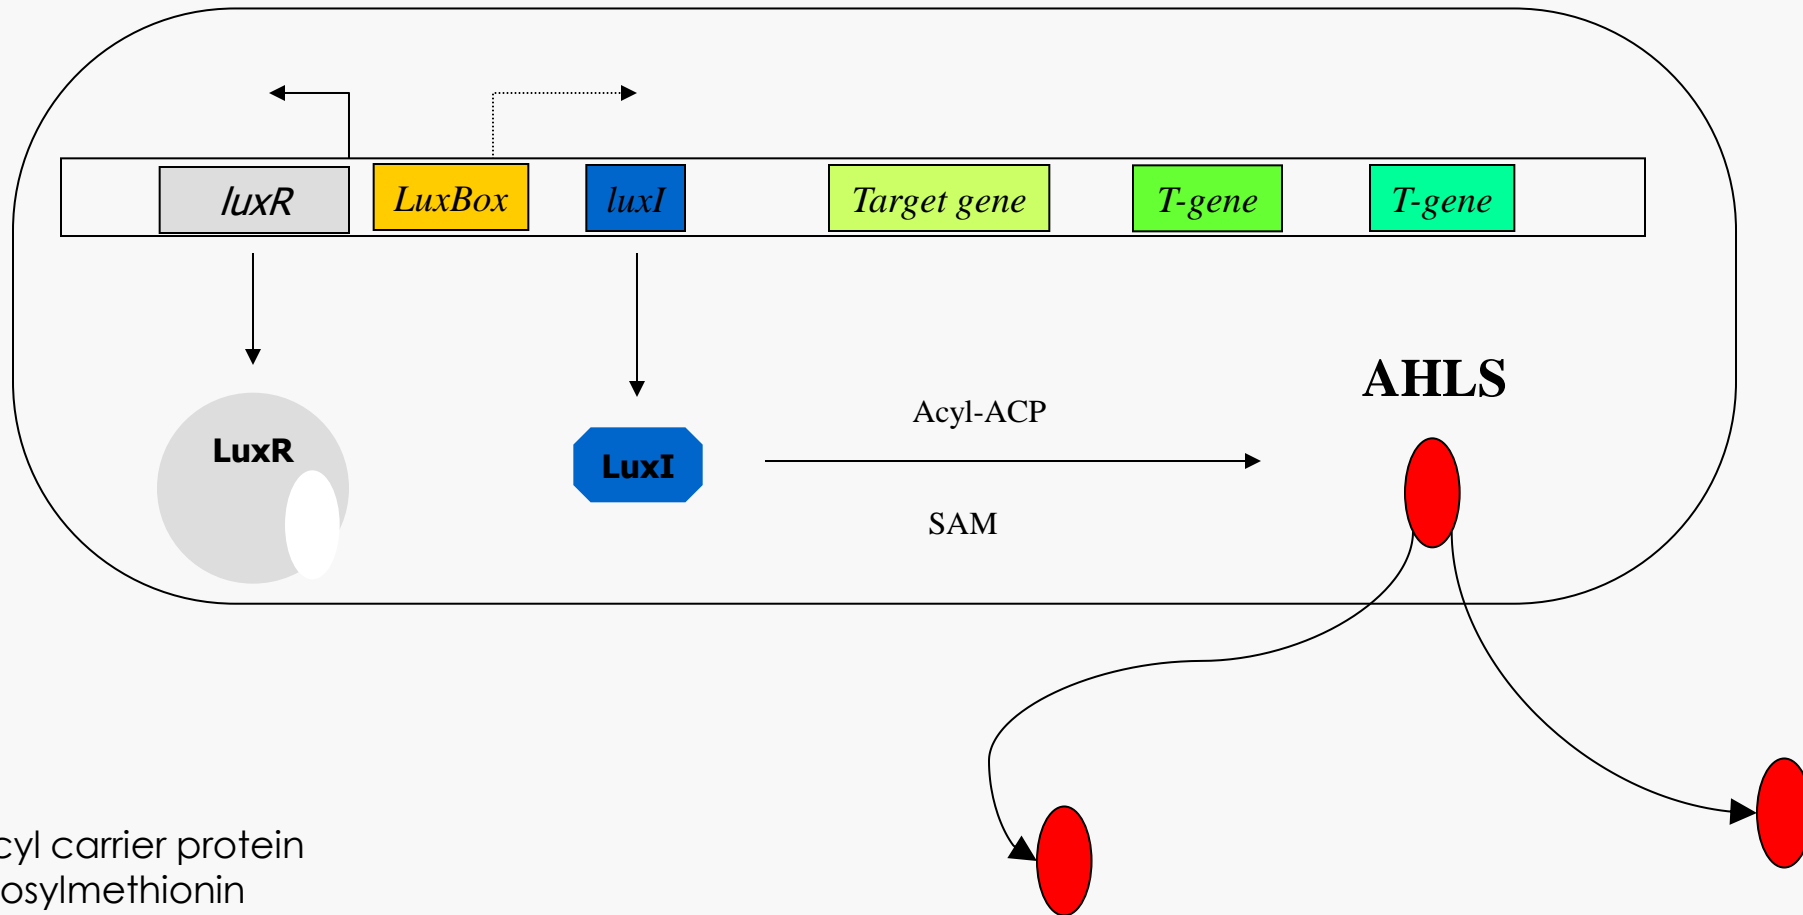 luxR LuxBox luxI Target gene T-gene T-gene
AHLS
Acyl-ACP
LuxR
LuxI
SAM
cyl carrier protein
osylmethionin